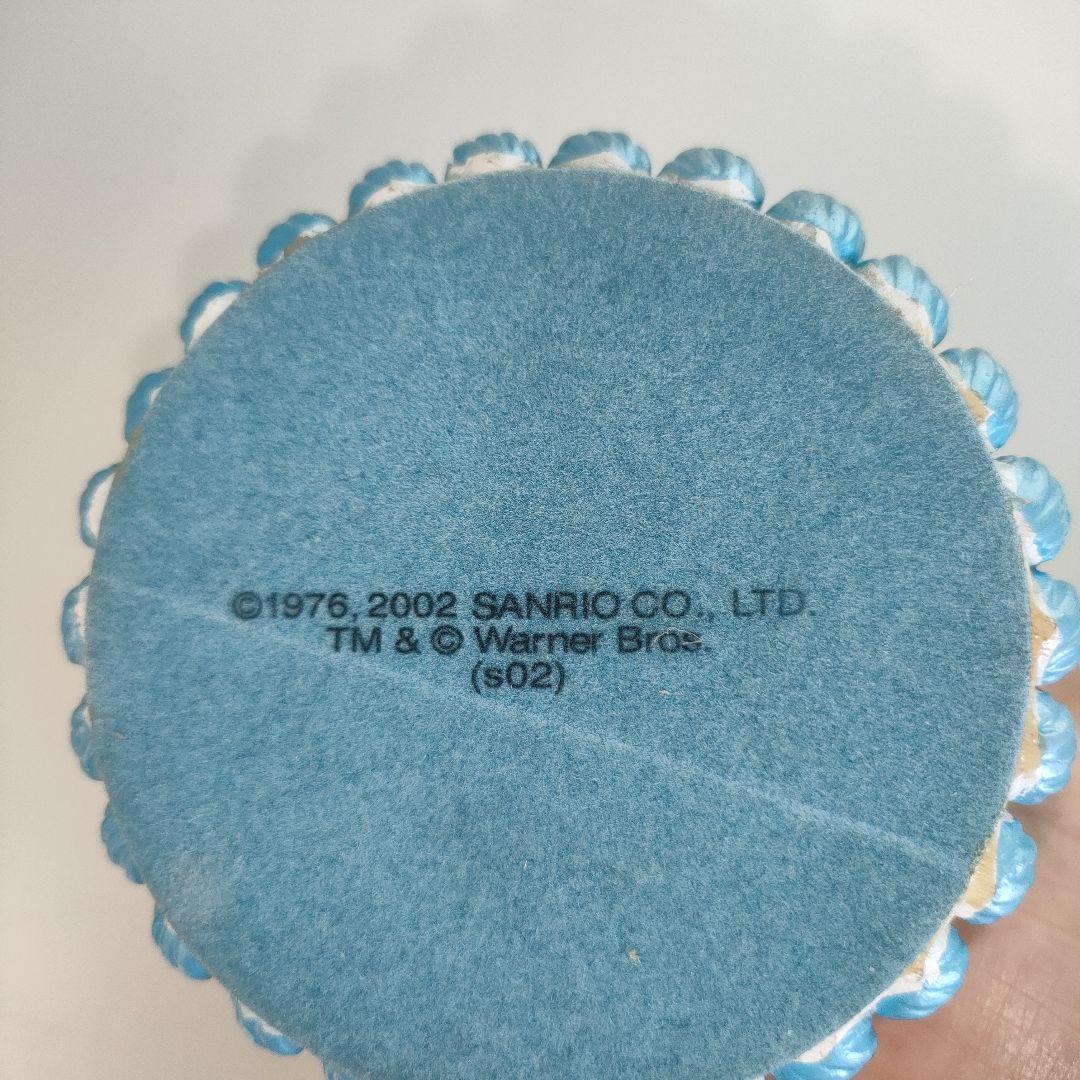 ©1976, 2002 SANRIO CO., LTD.
TM & © Warner Bros.
(s02)